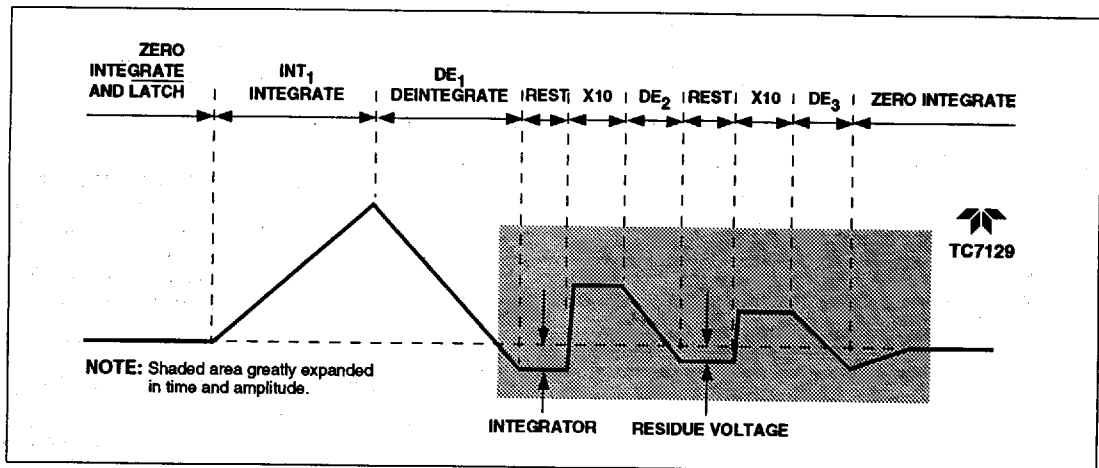 ZERO
INTEGRATE
AND LATCH
INT1
INTEGRATE
DE1
DEINTEGRATE
REST
X10
DE2
REST
X10
DE3
ZERO INTEGRATE
TC7129
NOTE: Shaded area greatly expanded
in time and amplitude.
INTEGRATOR
RESIDUE VOLTAGE